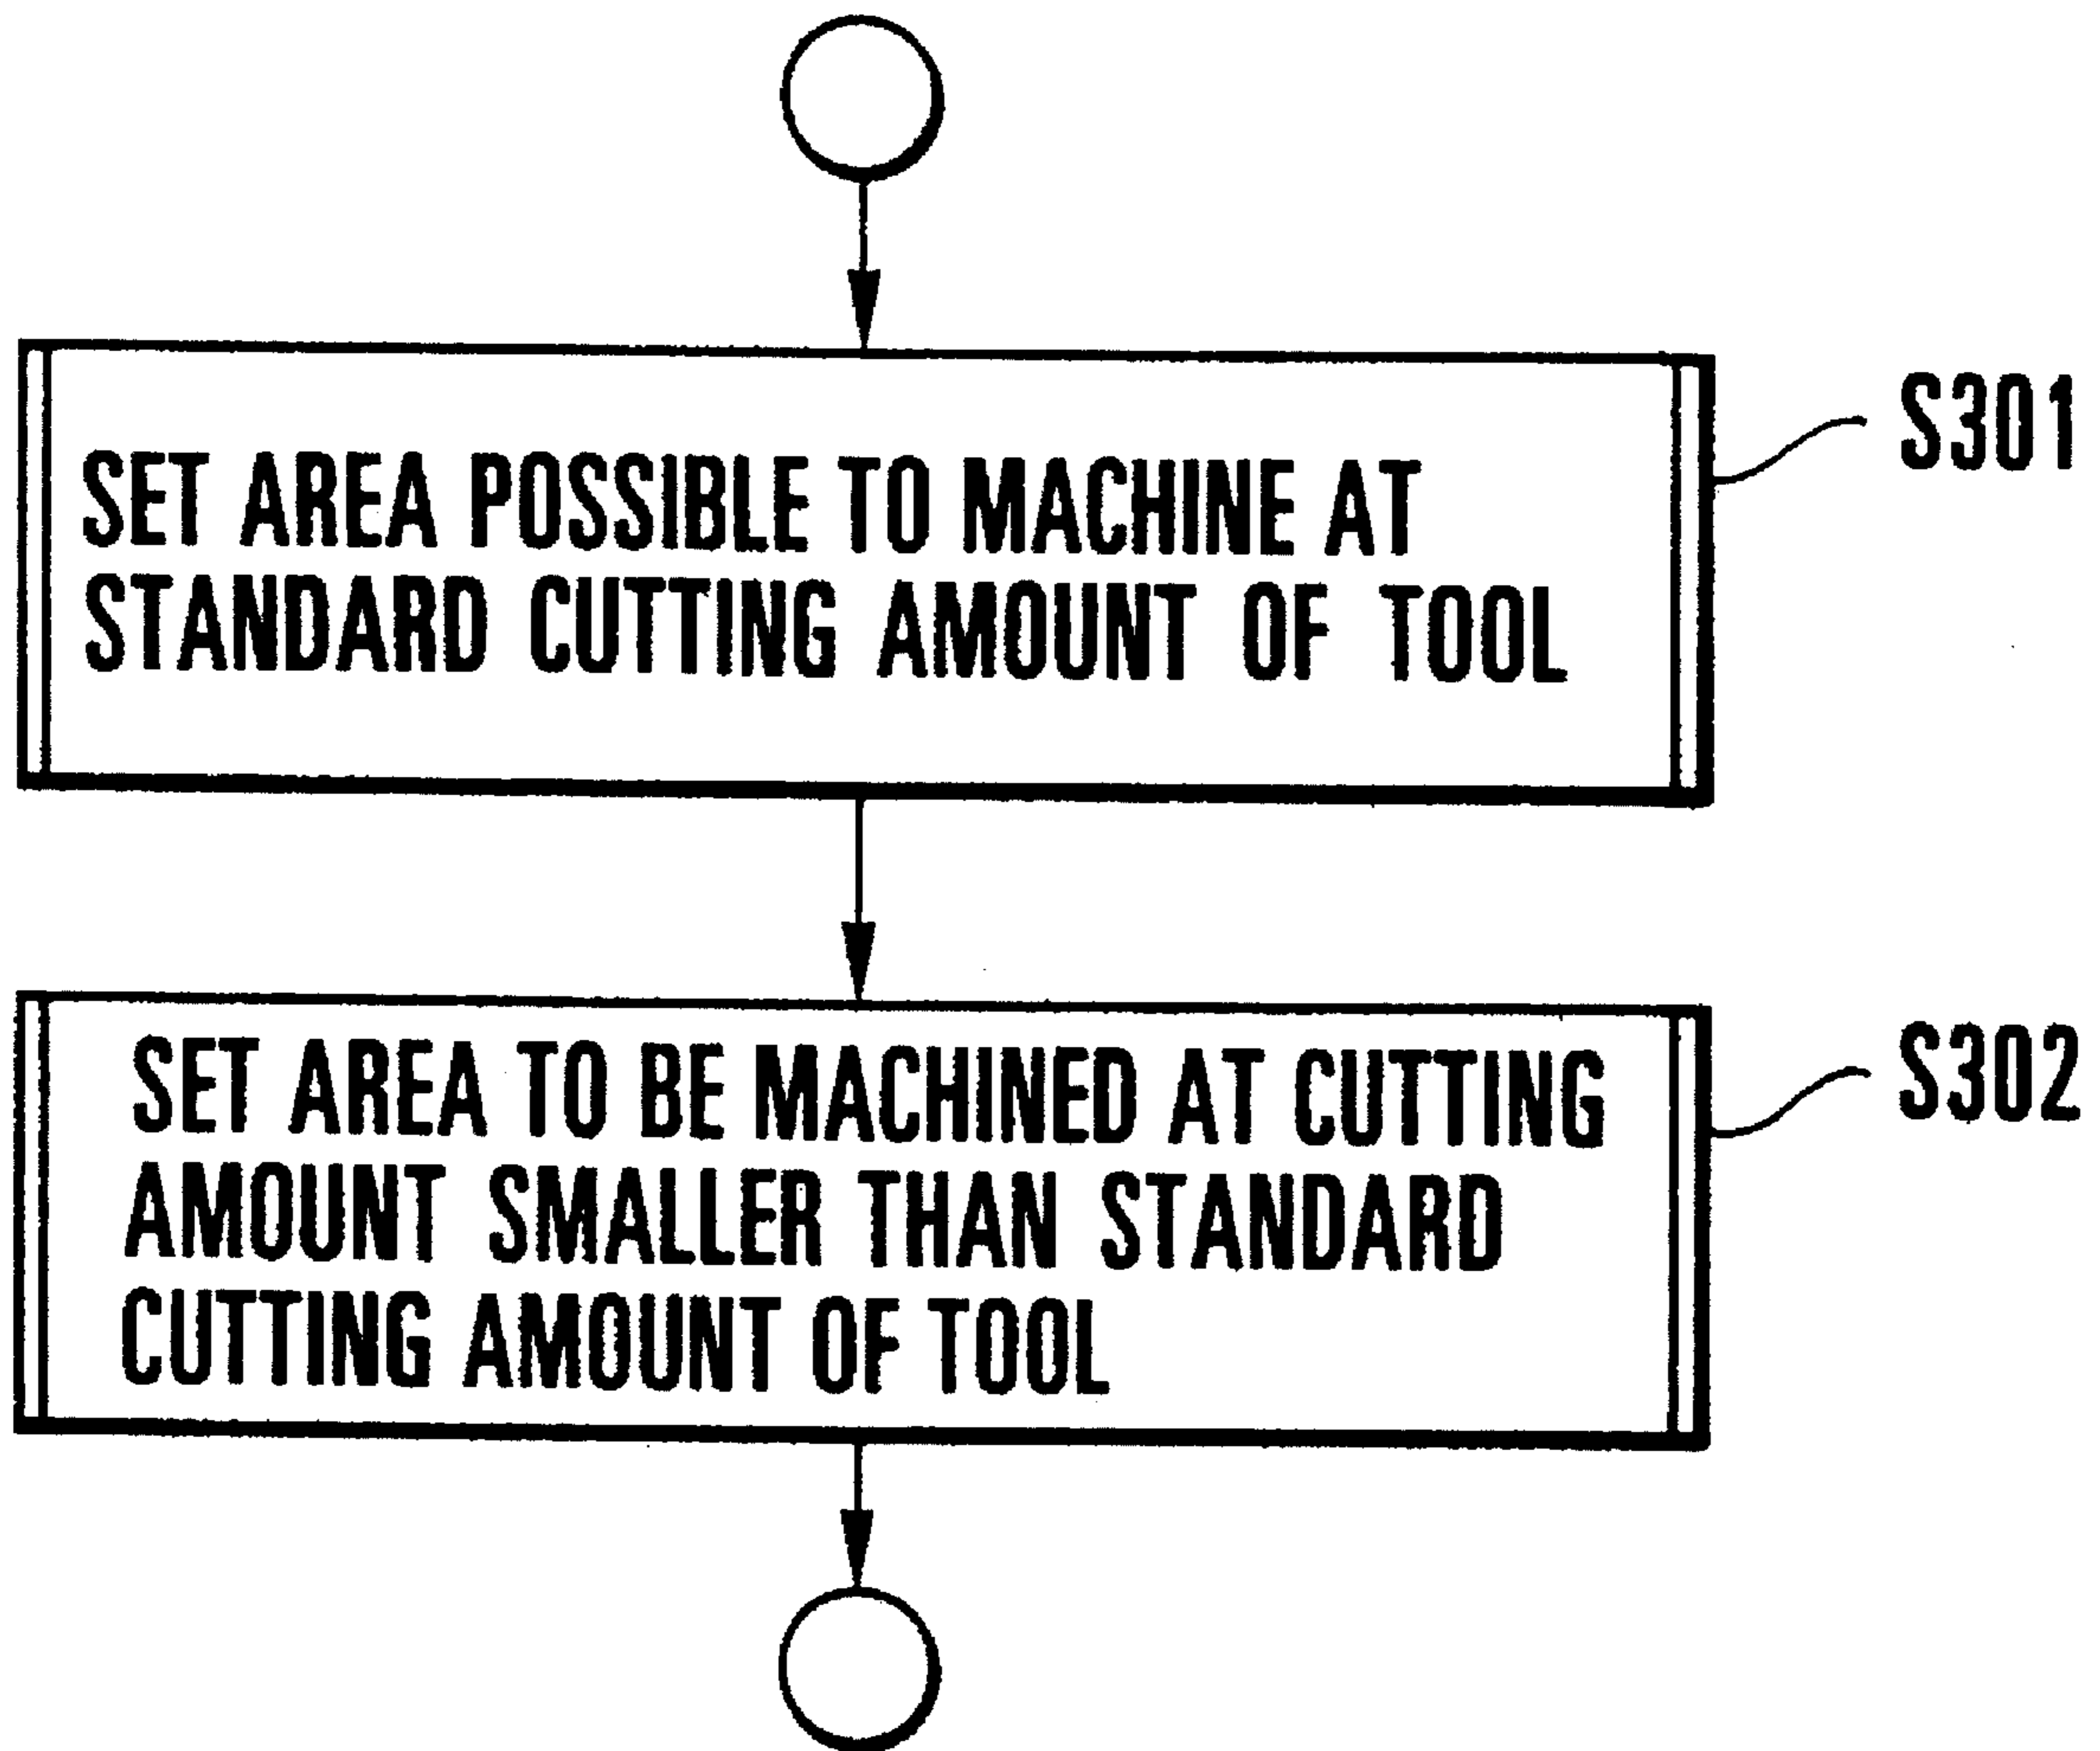 SET AREA POSSIBLE TO MACHINE AT
STANDARD CUTTING AMOUNT OF TOOL
S301
SET AREA TO BE MACHINED AT CUTTING
AMOUNT SMALLER THAN STANDARD
CUTTING AMOUNT OF TOOL
S302